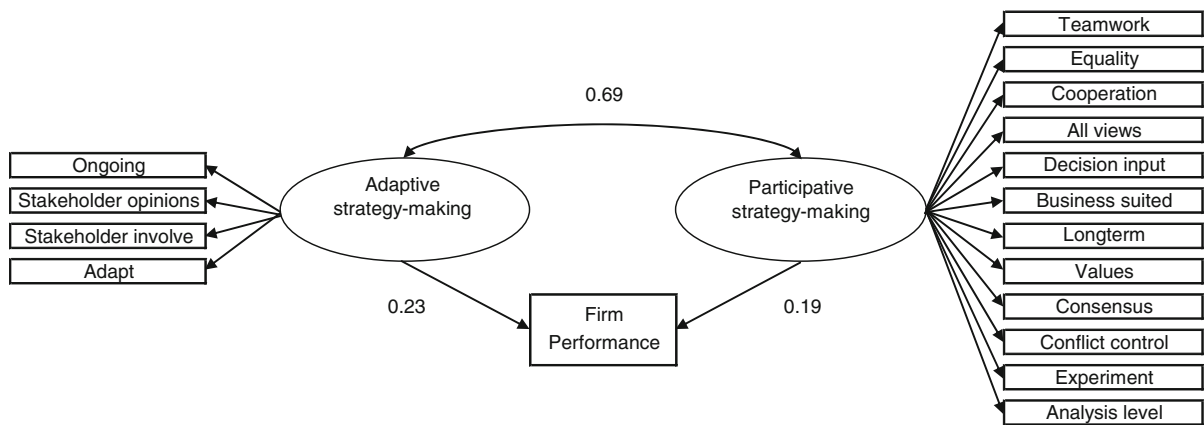 Ongoing
Stakeholder opinions
Stakeholder involve
Adapt
Adaptive
strategy-making
0.69
Participative
strategy-making
0.23
Firm
Performance
0.19
Teamwork
Equality
Cooperation
All views
Decision input
Business suited
Longterm
Values
Consensus
Conflict control
Experiment
Analysis level